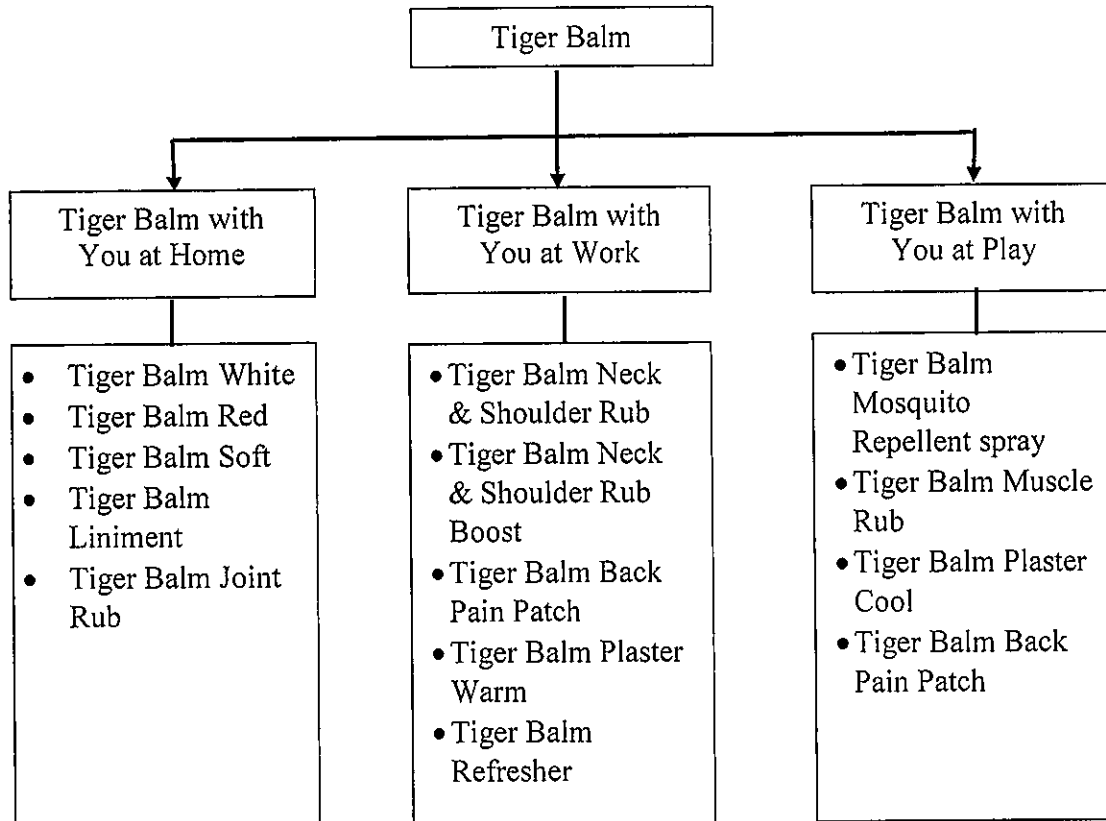 Tiger Balm
Tiger Balm with
You at Home
Tiger Balm with
You at Work
Tiger Balm with
You at Play
• Tiger Balm White
• Tiger Balm Red
• Tiger Balm Soft
• Tiger Balm
Liniment
• Tiger Balm Joint
Rub
• Tiger Balm Neck
& Shoulder Rub
• Tiger Balm Neck
& Shoulder Rub
Boost
• Tiger Balm Back
Pain Patch
• Tiger Balm Plaster
Warm
• Tiger Balm
Refresher
• Tiger Balm
Mosquito
Repellent spray
• Tiger Balm Muscle
Rub
• Tiger Balm Plaster
Cool
• Tiger Balm Back
Pain Patch